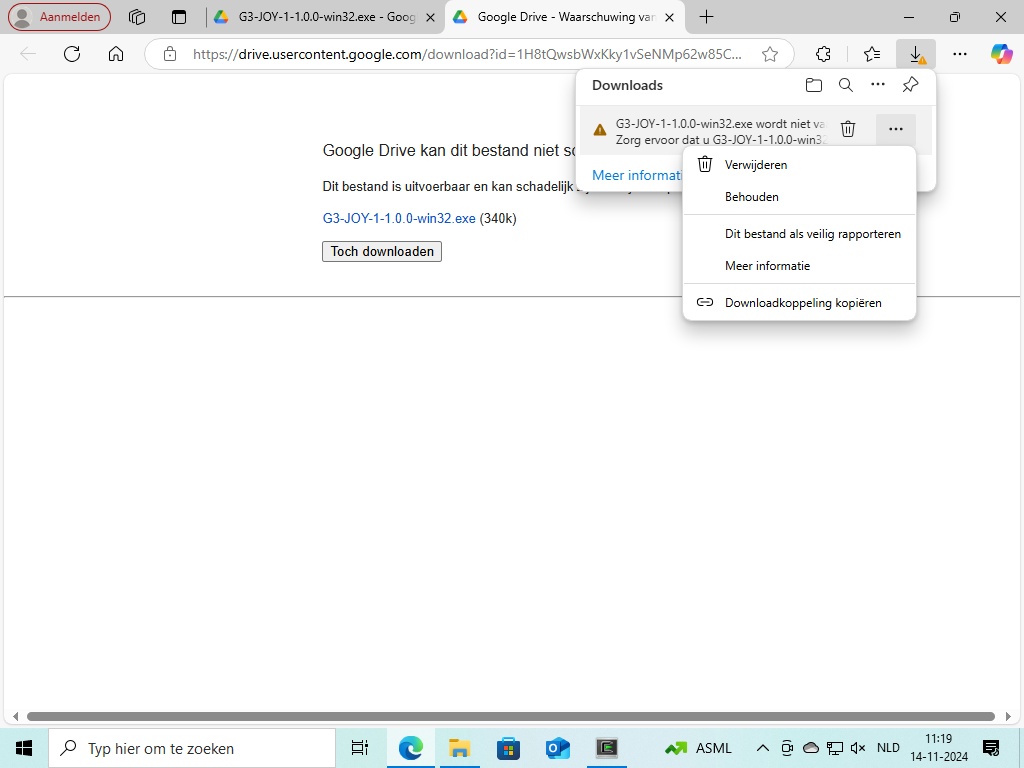 Aanmelden
G3-JOY-1-1.0.0-win32.exe - Goog
Google Drive - Waarschuwing van
https://drive.usercontent.google.com/download?id=1H8tQwsbWxKky1vSeNMp62w85C...
Downloads
G3-JOY-1-1.0.0-win32.exe wordt niet va
Zorg ervoor dat u G3-JOY-1-1.0.0-win32
Meer informati
Verwijderen
Behouden
Dit bestand als veilig rapporteren
Meer informatie
Downloadkoppeling kopiëren
Google Drive kan dit bestand niet sc
Dit bestand is uitvoerbaar en kan schadelijk
G3-JOY-1-1.0.0-win32.exe (340k)
Toch downloaden
Typ hier om te zoeken
ASML
NLD
11:19
14-11-2024